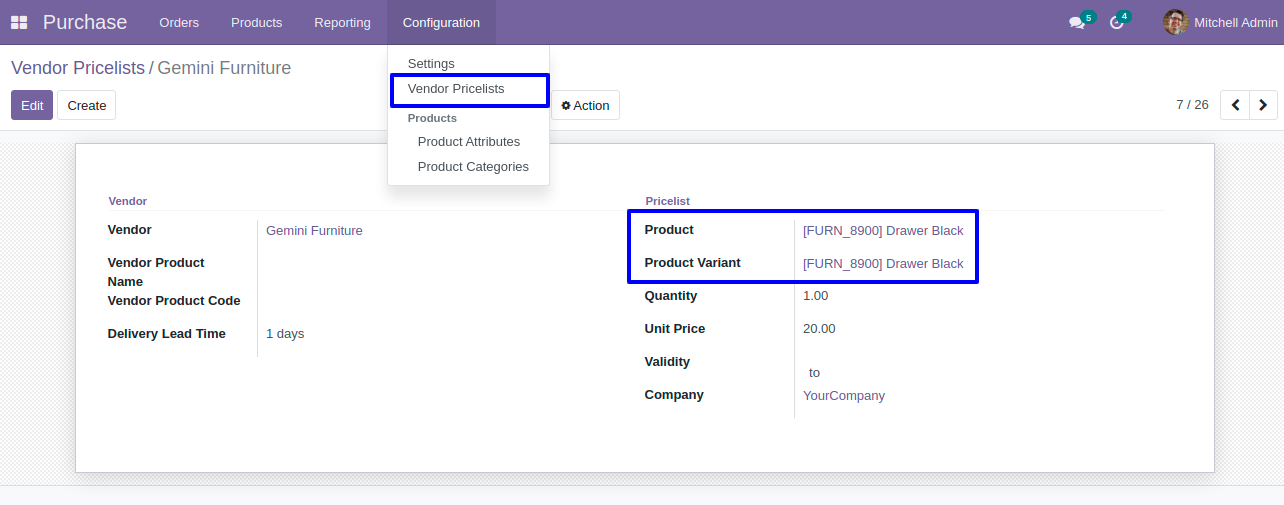 Purchase Orders Products Reporting Configuration 5 4 Mitchell Admin
Vendor Pricelists / Gemini Furniture
Settings
Vendor Pricelists
Edit Create Action 7 / 26
Products
Product Attributes
Product Categories
Vendor
Vendor Gemini Furniture
Vendor Product
Name
Vendor Product Code
Delivery Lead Time 1 days
Pricelist
Product [FURN_8900] Drawer Black
Product Variant [FURN_8900] Drawer Black
Quantity 1.00
Unit Price 20.00
Validity
to
Company YourCompany